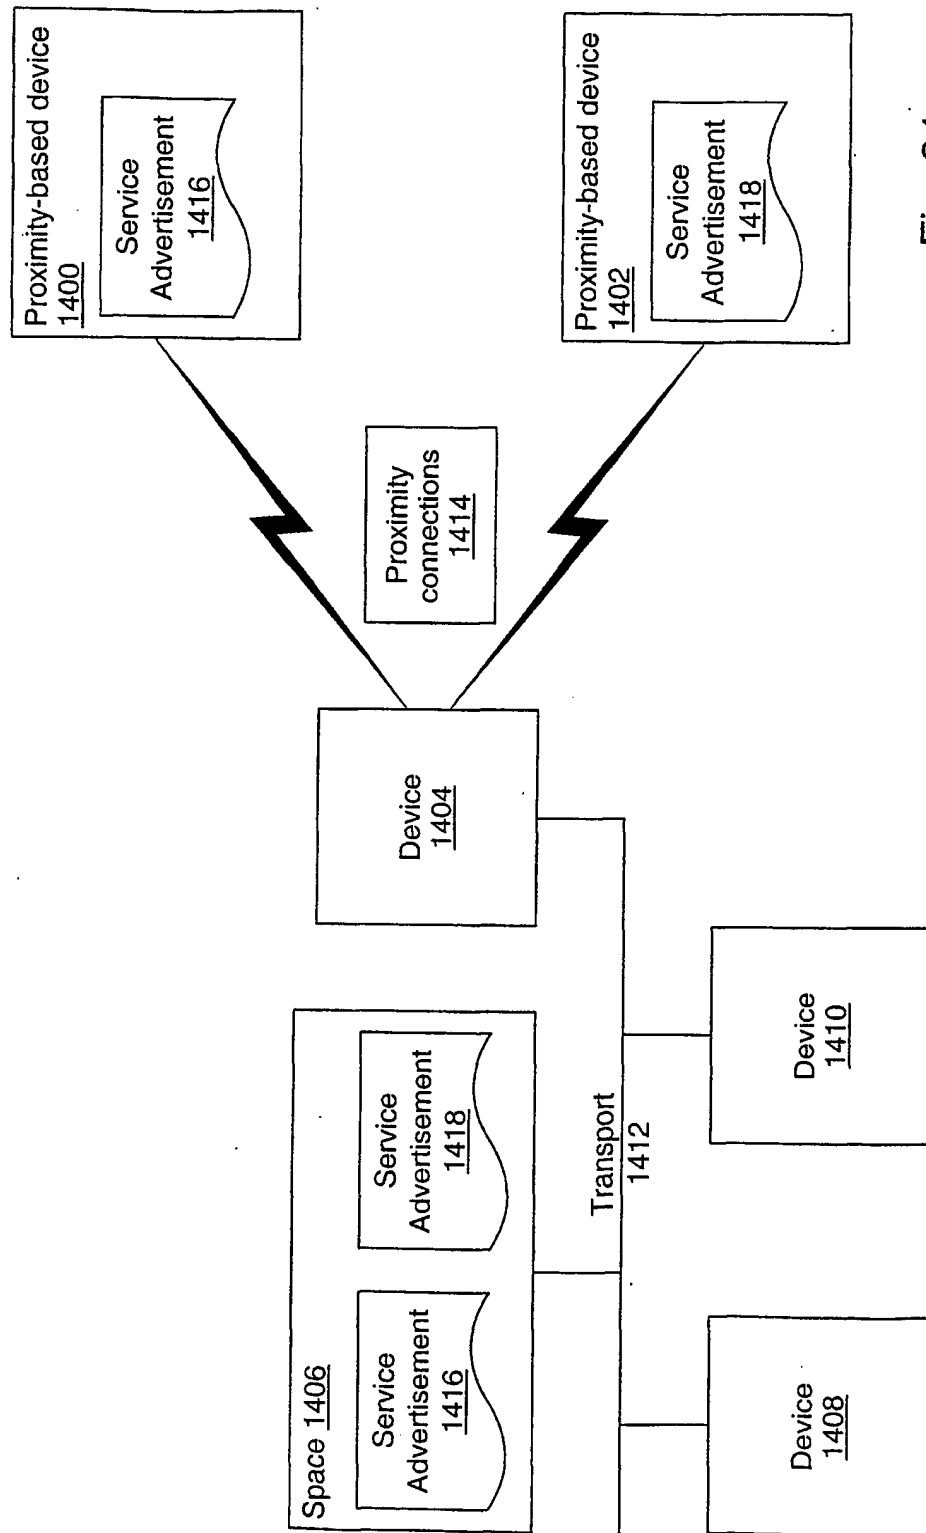 Proximity-based device
1400
Service
Advertisement
1416
Space 1406
Service
Advertisement
1416
Service
Advertisement
1418
Device
1404
Proximity
connections
1414
Proximity-based device
1402
Service
Advertisement
1418
Transport
1412
Device
1408
Device
1410